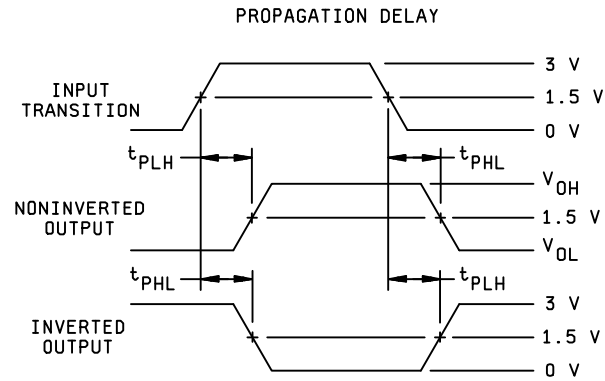 PROPAGATION DELAY
INPUT
TRANSITION
3 V
1.5 V
0 V
tPLH
tPHL
NONINVERTED
OUTPUT
VOH
1.5 V
VOL
tPHL
tPLH
INVERTED
OUTPUT
3 V
1.5 V
0 V